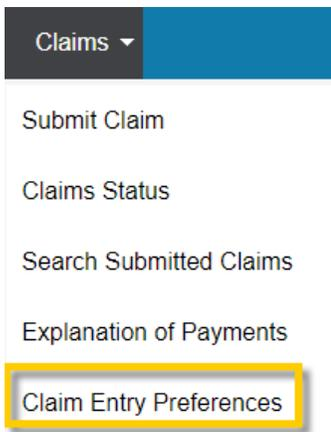 Claims
Submit Claim
Claims Status
Search Submitted Claims
Explanation of Payments
Claim Entry Preferences